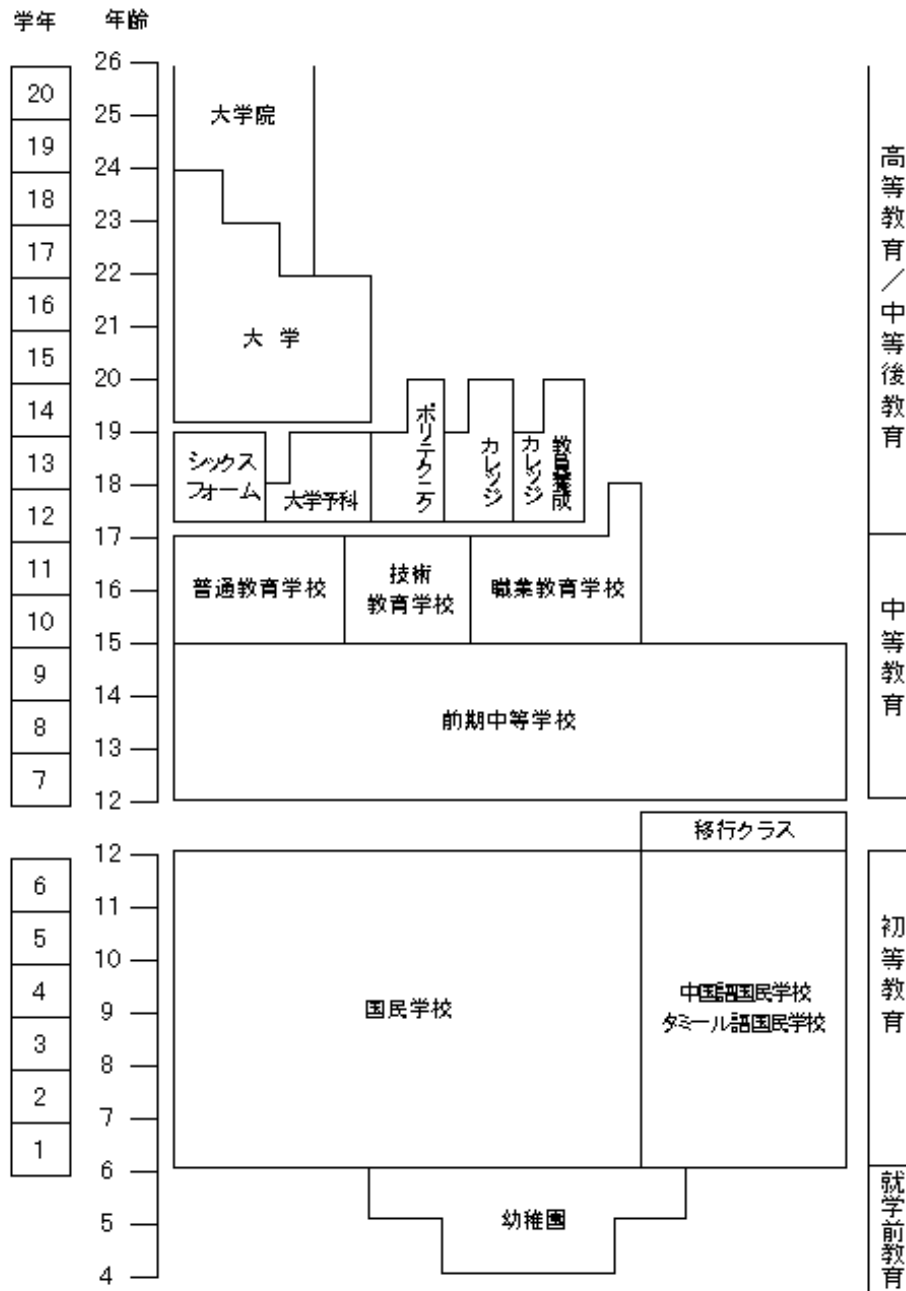 学年 年齢
26
20
25
大学院
19
24
18
23
17
22
16
21
大 学
15
20
14
19
ポリテクニク
カレッジ
カレッジ
教員養成
13
シックス
フォーム
大学予科
18
12
17
高等教育/中等後教育
11
普通教育学校
技術
教育学校
職業教育学校
16
10
15
9
14
前期中等学校
8
13
7
12
中等教育
移行クラス
12
6
11
5
10
4
国民学校
中国語国民学校
タミール語国民学校
9
3
8
2
7
1
6
初等教育
幼稚園
5
4
就学前教育